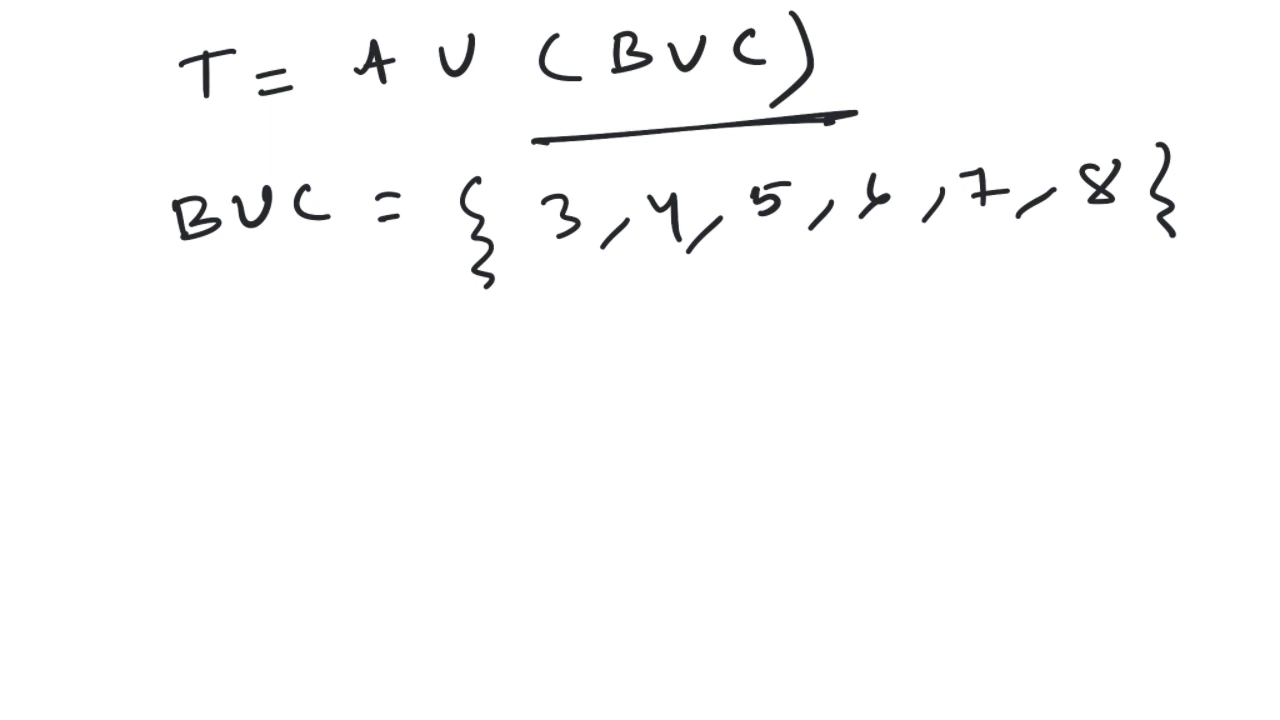 T = A ∪ (B ∪ C)
B ∪ C = { 3, 4, 5, 6, 7, 8 }